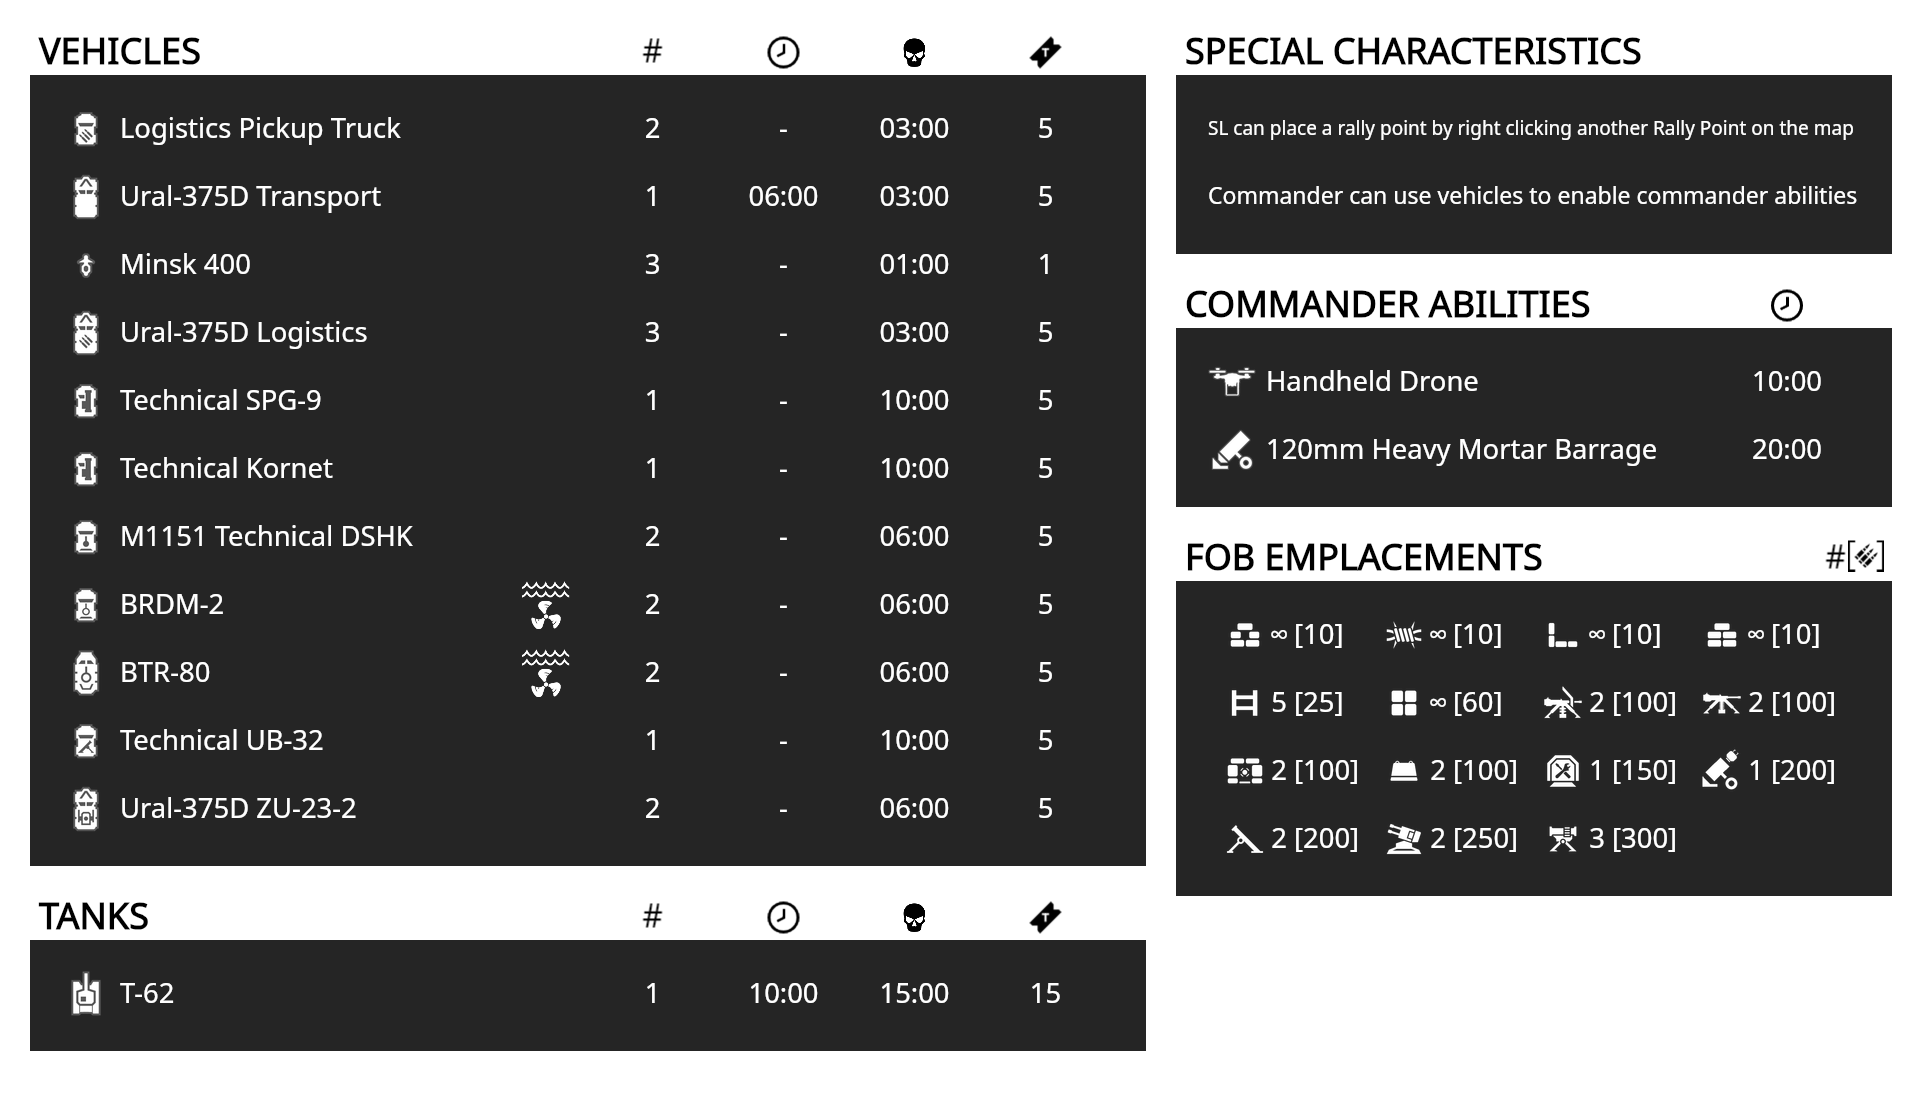 VEHICLES #
Logistics Pickup Truck 2 - 03:00 5
Ural-375D Transport 1 06:00 03:00 5
Minsk 400 3 - 01:00 1
Ural-375D Logistics 3 - 03:00 5
Technical SPG-9 1 - 10:00 5
Technical Kornet 1 - 10:00 5
M1151 Technical DSHK 2 - 06:00 5
BRDM-2 2 - 06:00 5
BTR-80 2 - 06:00 5
Technical UB-32 1 - 10:00 5
Ural-375D ZU-23-2 2 - 06:00 5
TANKS # T
T-62 1 10:00 15:00 15
SPECIAL CHARACTERISTICS
SL can place a rally point by right clicking another Rally Point on the map
Commander can use vehicles to enable commander abilities
COMMANDER ABILITIES
Handheld Drone 10:00
120mm Heavy Mortar Barrage 20:00
FOB EMPLACEMENTS #[]
∞ [10] ∞ [10] ∞ [10] ∞ [10]
5 [25] ∞ [60] 2 [100] 2 [100]
2 [100] 2 [100] 1 [150] 1 [200]
2 [200] 2 [250] 3 [300]